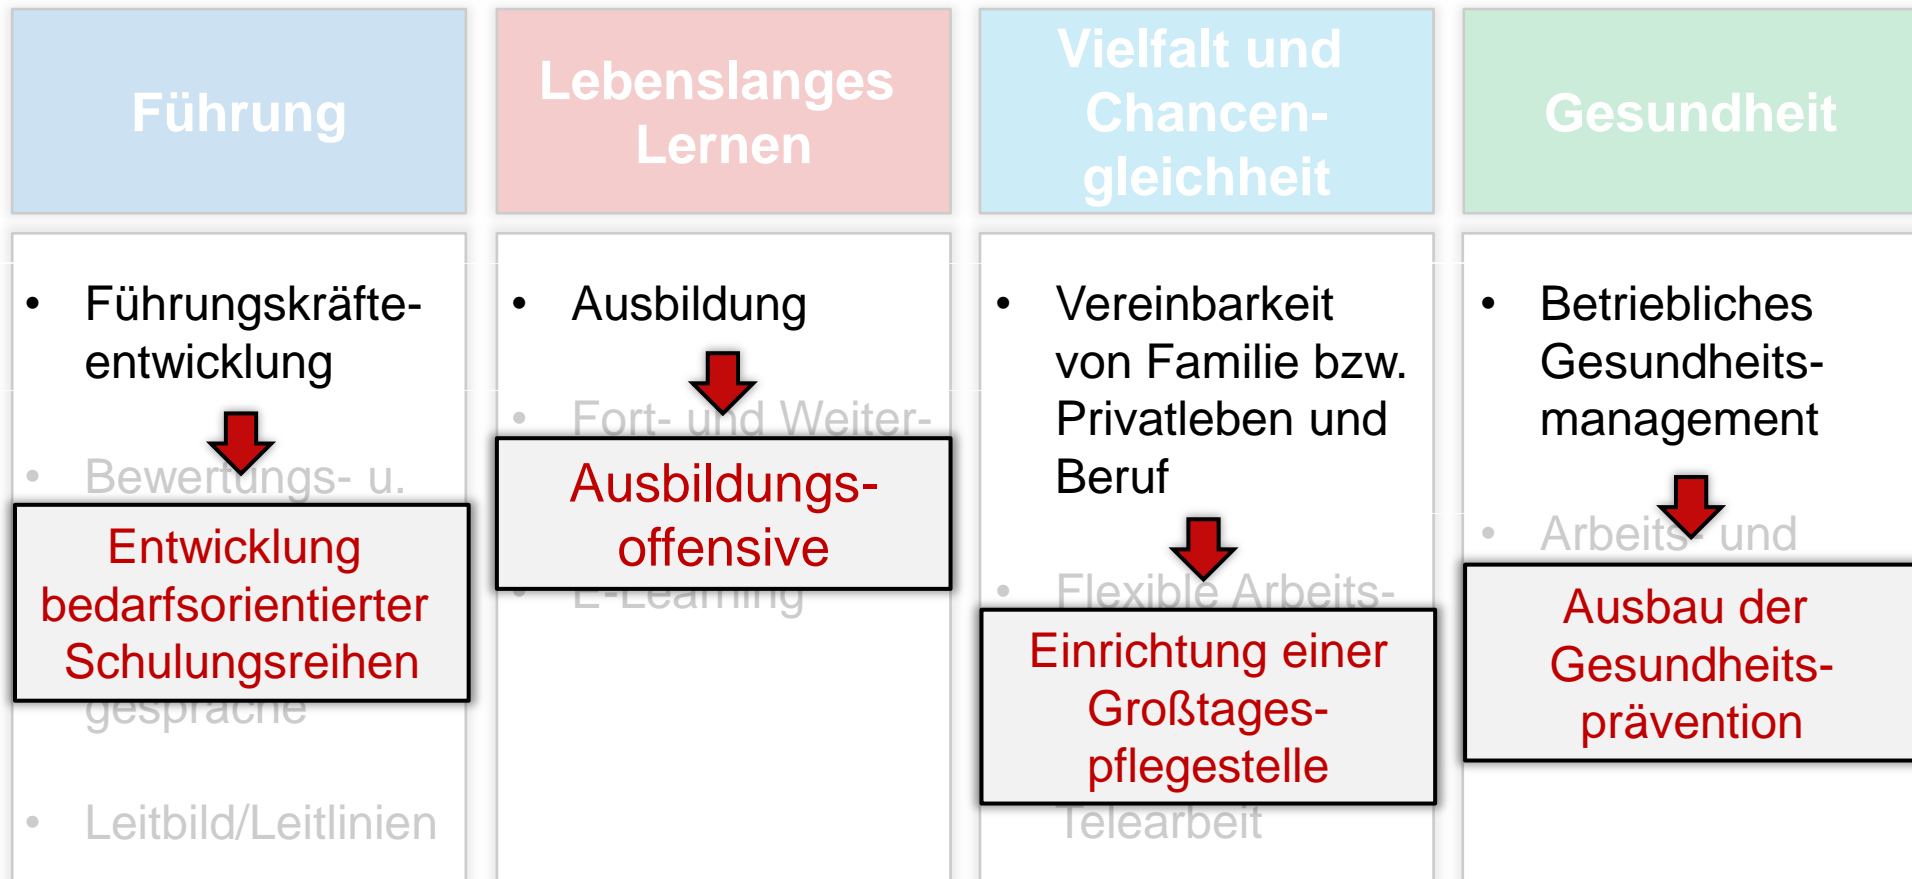 Führung
Lebenslanges
Lernen
Vielfalt und
Chancen-
gleichheit
Gesundheit
• Führungskräfte-
entwicklung
• Bewertungs- u.
Entwicklung
bedarfsorientierter
Schulungsreihen
gespräche
• Leitbild/Leitlinien
• Ausbildung
• Fort- und Weiter-
Ausbildungs-
offensive
• E-Learning
• Vereinbarkeit
von Familie bzw.
Privatleben und
Beruf
• Flexible Arbeits-
Einrichtung einer
Großtages-
pflegestelle
Telearbeit
• Betriebliches
Gesundheits-
management
• Arbeits- und
Ausbau der
Gesundheits-
prävention